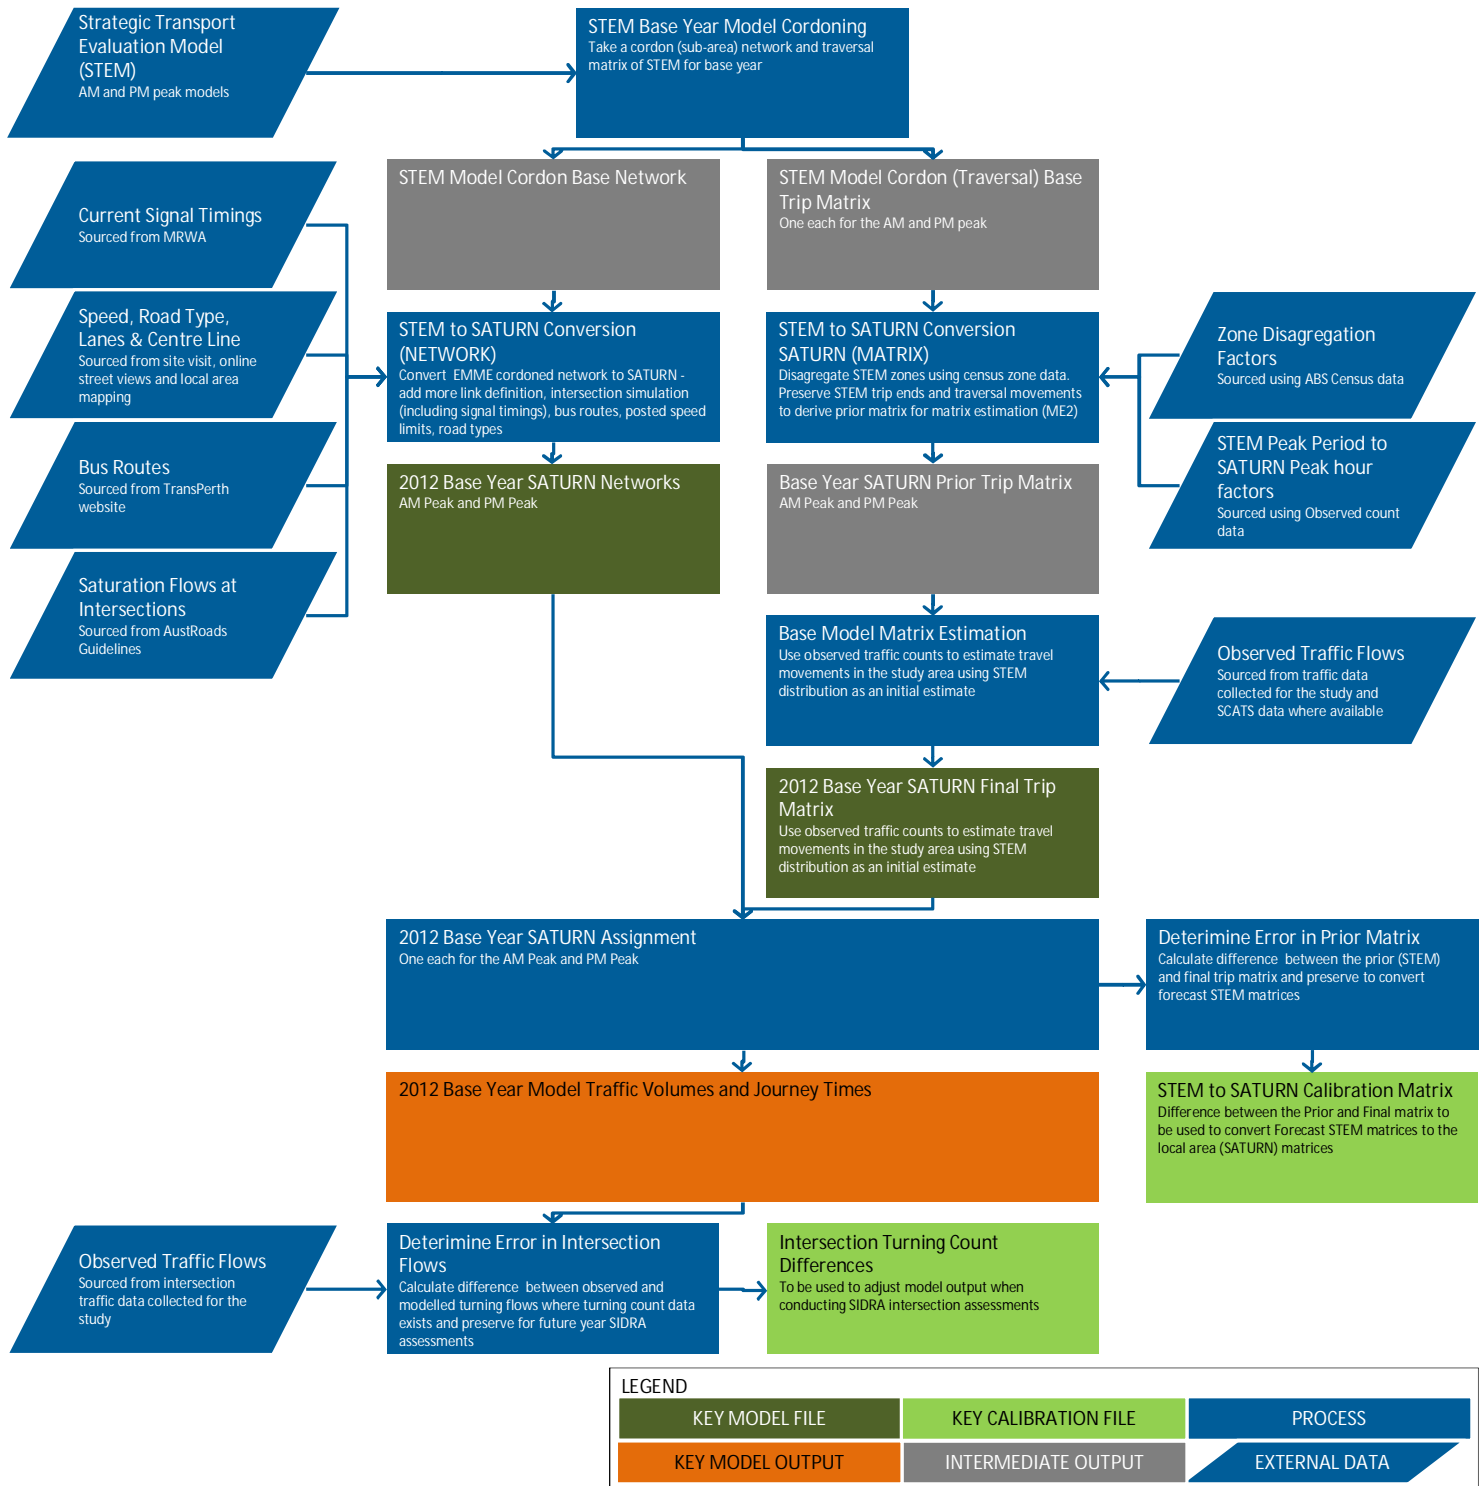 Strategic Transport
Evaluation Model
(STEM)
AM and PM peak models
STEM Base Year Model Cordoning
Take a cordon (sub-area) network and traversal
matrix of STEM for base year
STEM Model Cordon Base Network
STEM Model Cordon (Traversal) Base
Trip Matrix
One each for the AM and PM peak
Current Signal Timings
Sourced from MRWA
Speed, Road Type,
Lanes & Centre Line
Sourced from site visit, online
street views and local area
mapping
Bus Routes
Sourced from TransPerth
website
Saturation Flows at
Intersections
Sourced from AustRoads
Guidelines
STEM to SATURN Conversion
(NETWORK)
Convert EMME cordoned network to SATURN -
add more link definition, intersection simulation
(including signal timings), bus routes, posted speed
limits, road types
STEM to SATURN Conversion
SATURN (MATRIX)
Disagregate STEM zones using census zone data.
Preserve STEM trip ends and traversal movements
to derive prior matrix for matrix estimation (ME2)
Zone Disagregation
Factors
Sourced using ABS Census data
STEM Peak Period to
SATURN Peak hour
factors
Sourced using Observed count
data
2012 Base Year SATURN Networks
AM Peak and PM Peak
Base Year SATURN Prior Trip Matrix
AM Peak and PM Peak
Base Model Matrix Estimation
Use observed traffic counts to estimate travel
movements in the study area using STEM
distribution as an initial estimate
Observed Traffic Flows
Sourced from traffic data
collected for the study and
SCATS data where available
2012 Base Year SATURN Final Trip
Matrix
Use observed traffic counts to estimate travel
movements in the study area using STEM
distribution as an initial estimate
2012 Base Year SATURN Assignment
One each for the AM Peak and PM Peak
Deterimine Error in Prior Matrix
Calculate difference between the prior (STEM)
and final trip matrix and preserve to convert
forecast STEM matrices
2012 Base Year Model Traffic Volumes and Journey Times
STEM to SATURN Calibration Matrix
Difference between the Prior and Final matrix to
be used to convert Forecast STEM matrices to the
local area (SATURN) matrices
Observed Traffic Flows
Sourced from intersection
traffic data collected for the
study
Deterimine Error in Intersection
Flows
Calculate difference between observed and
modelled turning flows where turning count data
exists and preserve for future year SIDRA
assessments
Intersection Turning Count
Differences
To be used to adjust model output when
conducting SIDRA intersection assessments
LEGEND
KEY MODEL FILE
KEY CALIBRATION FILE
PROCESS
KEY MODEL OUTPUT
INTERMEDIATE OUTPUT
EXTERNAL DATA